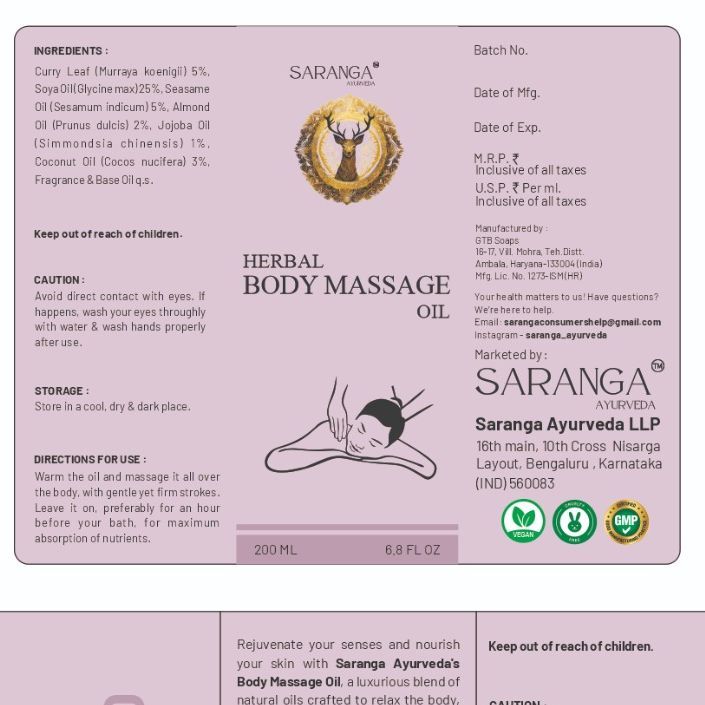 INGREDIENTS :
Curry Leaf (Murraya koenigii) 5%,
Soya Oil (Glycine max) 25%, Seasame
Oil (Sesamum indicum) 5%, Almond
Oil (Prunus dulcis) 2%, Jojoba Oil
(Simmondsia chinensis) 1%,
Coconut Oil (Cocos nucifera) 3%,
Fragrance & Base Oil q.s.
Keep out of reach of children.
CAUTION :
Avoid direct contact with eyes. If
happens, wash your eyes throughly
with water & wash hands properly
after use.
STORAGE :
Store in a cool, dry & dark place.
DIRECTIONS FOR USE :
Warm the oil and massage it all over
the body, with gentle yet firm strokes.
Leave it on, preferably for an hour
before your bath, for maximum
absorption of nutrients.
SARANGA
AYURVEDA
HERBAL
BODY MASSAGE
OIL
200 ML 6,8 FL OZ
Batch No.
Date of Mfg.
Date of Exp.
M.R.P. ₹
Inclusive of all taxes
U.S.P. ₹ Per ml.
Inclusive of all taxes
Manufactured by :
GTB Soaps
16-17, Vill. Mohra, Teh.Distt.
Ambala, Haryana-133004 (India)
Mfg. Lic. No. 1273-ISM(HR)
Your health matters to us! Have questions?
We're here to help.
Email : sarangaconsumershelp@gmail.com
Instagram - saranga_ayurveda
Marketed by :
SARANGA™
AYURVEDA
Saranga Ayurveda LLP
16th main, 10th Cross Nisarga
Layout, Bengaluru , Karnataka
(IND) 560083
VEGAN
CRUELTY
FREE
CERTIFIED
GMP
Rejuvenate your senses and nourish
your skin with Saranga Ayurveda's
Body Massage Oil, a luxurious blend of
natural oils crafted to relax the body,
Keep out of reach of children.
CAUTION :